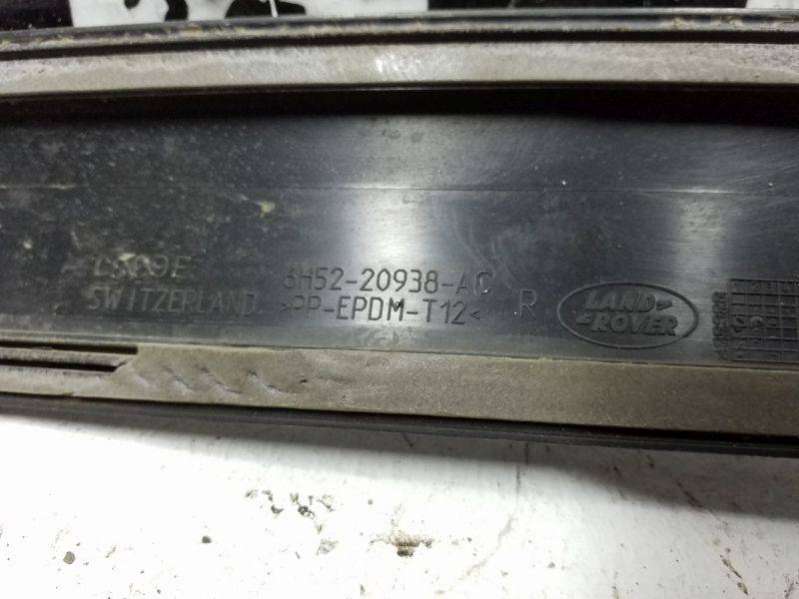 SWITZERLAND
6H52-20938-AC
>PP-EPDM-T12<
R
LAND
ROVER